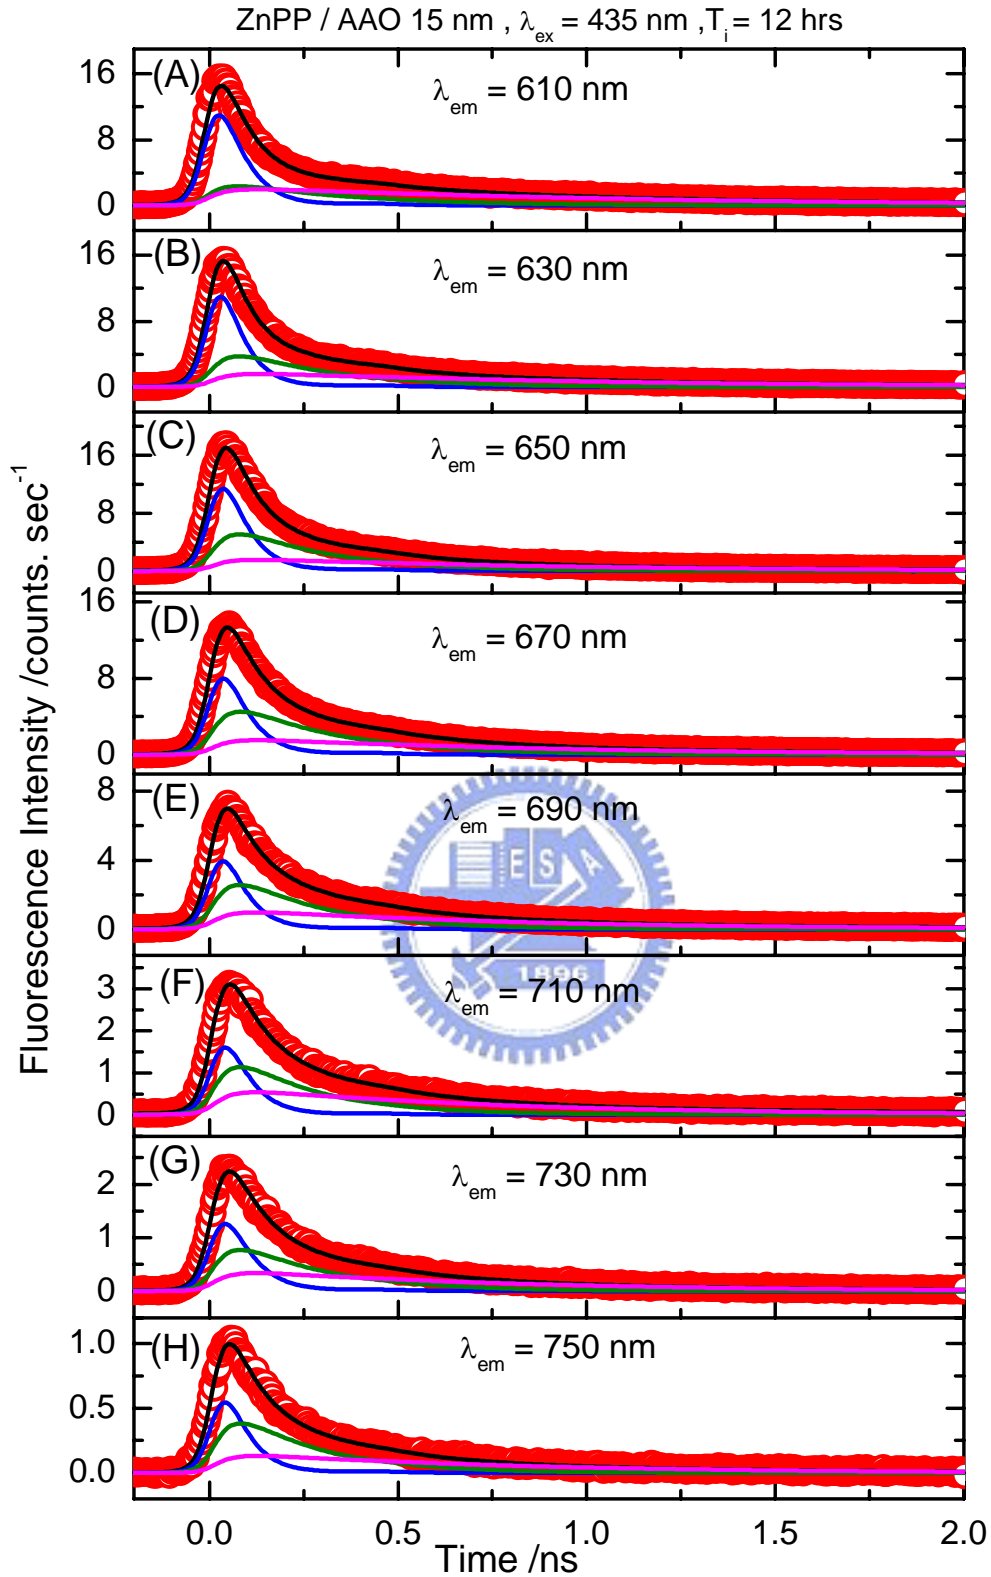 ZnPP / AAO 15 nm , λex = 435 nm ,Ti = 12 hrs
(A) λem = 610 nm
16
8
0
(B) λem = 630 nm
16
8
0
(C) λem = 650 nm
16
8
0
(D) λem = 670 nm
16
8
0
(E) λem = 690 nm
8
4
0
ESA
1896
(F) λem = 710 nm
3
2
1
0
(G) λem = 730 nm
2
1
0
(H) λem = 750 nm
1.0
0.5
0.0
0.0 0.5 1.0 1.5 2.0
Time /ns
Fluorescence Intensity /counts. sec-1